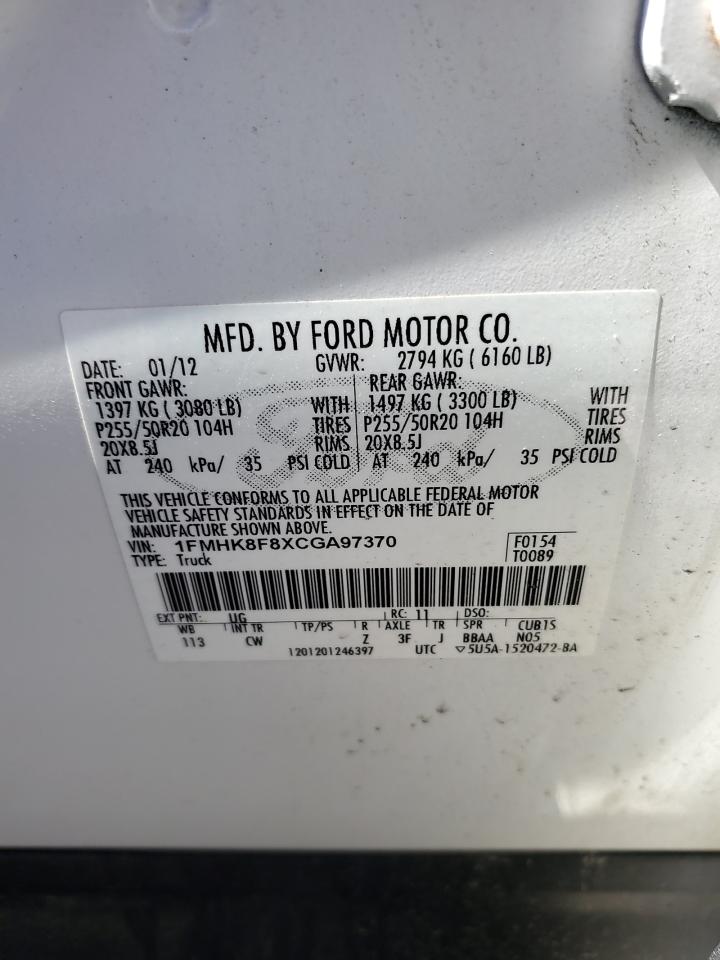 MFD. BY FORD MOTOR CO.
DATE: 01/12 GVWR: 2794 KG ( 6160 LB)
FRONT GAWR: REAR GAWR:
1397 KG ( 3080 LB) WITH 1497 KG ( 3300 LB) WITH
P255/50R20 104H TIRES P255/50R20 104H TIRES
20X8.5J RIMS 20X8.5J RIMS
AT 240 kPa/ 35 PSI COLD AT 240 kPa/ 35 PSI COLD
THIS VEHICLE CONFORMS TO ALL APPLICABLE FEDERAL MOTOR
VEHICLE SAFETY STANDARDS IN EFFECT ON THE DATE OF
MANUFACTURE SHOWN ABOVE.
VIN: 1FMHK8F8XCGA97370 F0154
TYPE: Truck T0089
EXT PNT: UG RC: 11 DSO:
WB INT TR TP/PS R AXLE TR SPR CUB1S
113 CW Z 3F J BBAA N05
1201201246397 UTC ▽5U5A-1520472-BA